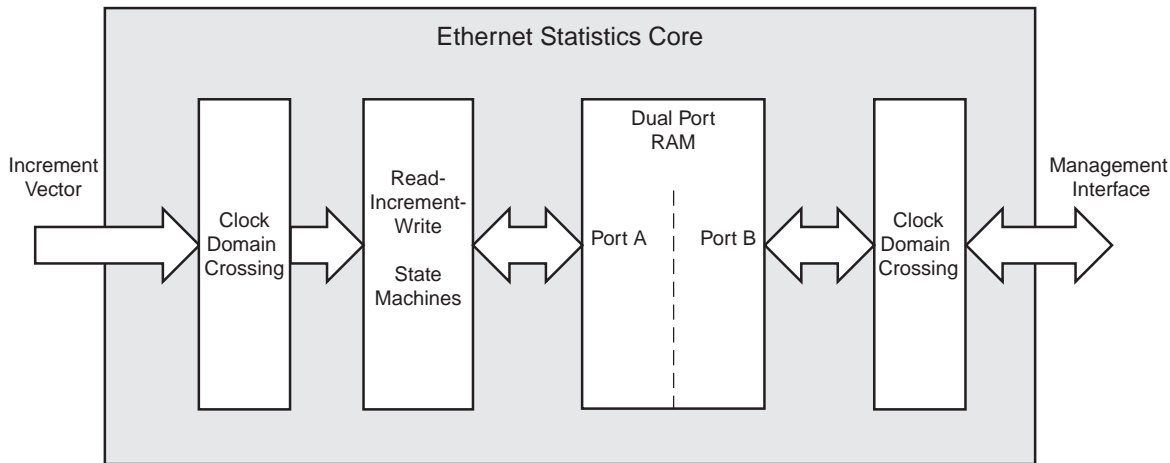 Ethernet Statistics Core
Increment
Vector
Clock
Domain
Crossing
Read-
Increment-
Write
State
Machines
Dual Port
RAM
Port A
Port B
Clock
Domain
Crossing
Management
Interface